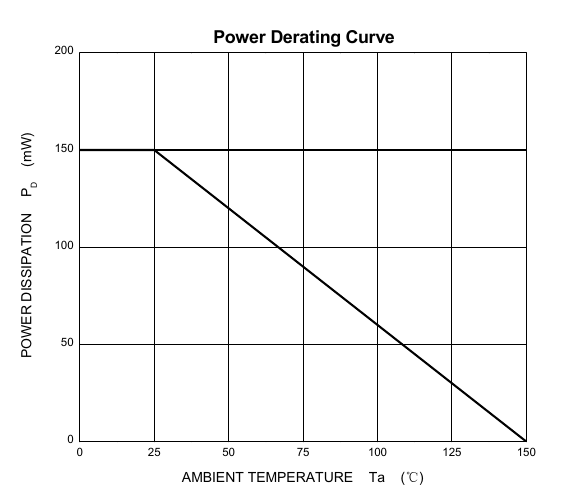 Power Derating Curve
200
150
100
50
0
POWER DISSIPATION PD (mW)
0 25 50 75 100 125 150
AMBIENT TEMPERATURE Ta (℃)